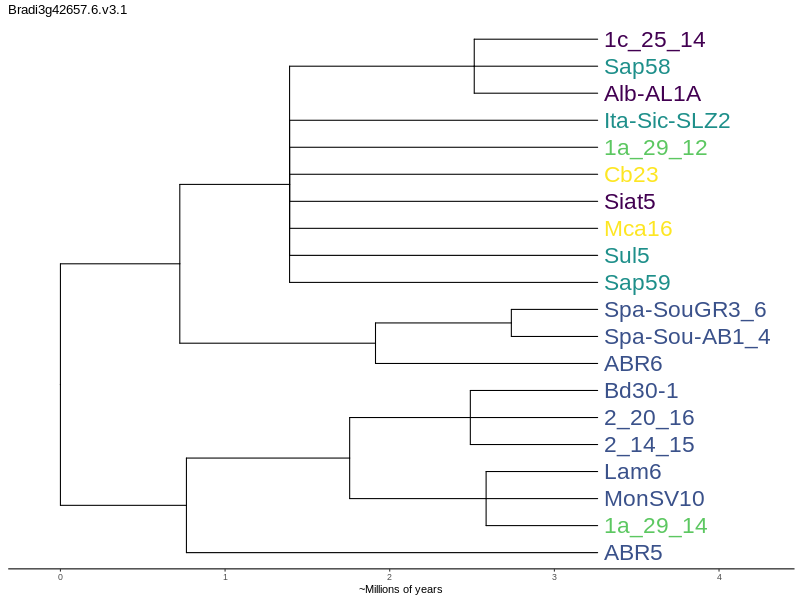 Bradi3g42657.6.v3.1
1c_25_14
Sap58
Alb-AL1A
Ita-Sic-SLZ2
1a_29_12
Cb23
Siat5
Mca16
Sul5
Sap59
Spa-SouGR3_6
Spa-Sou-AB1_4
ABR6
Bd30-1
2_20_16
2_14_15
Lam6
MonSV10
1a_29_14
ABR5
0 1 2 3 4
~Millions of years